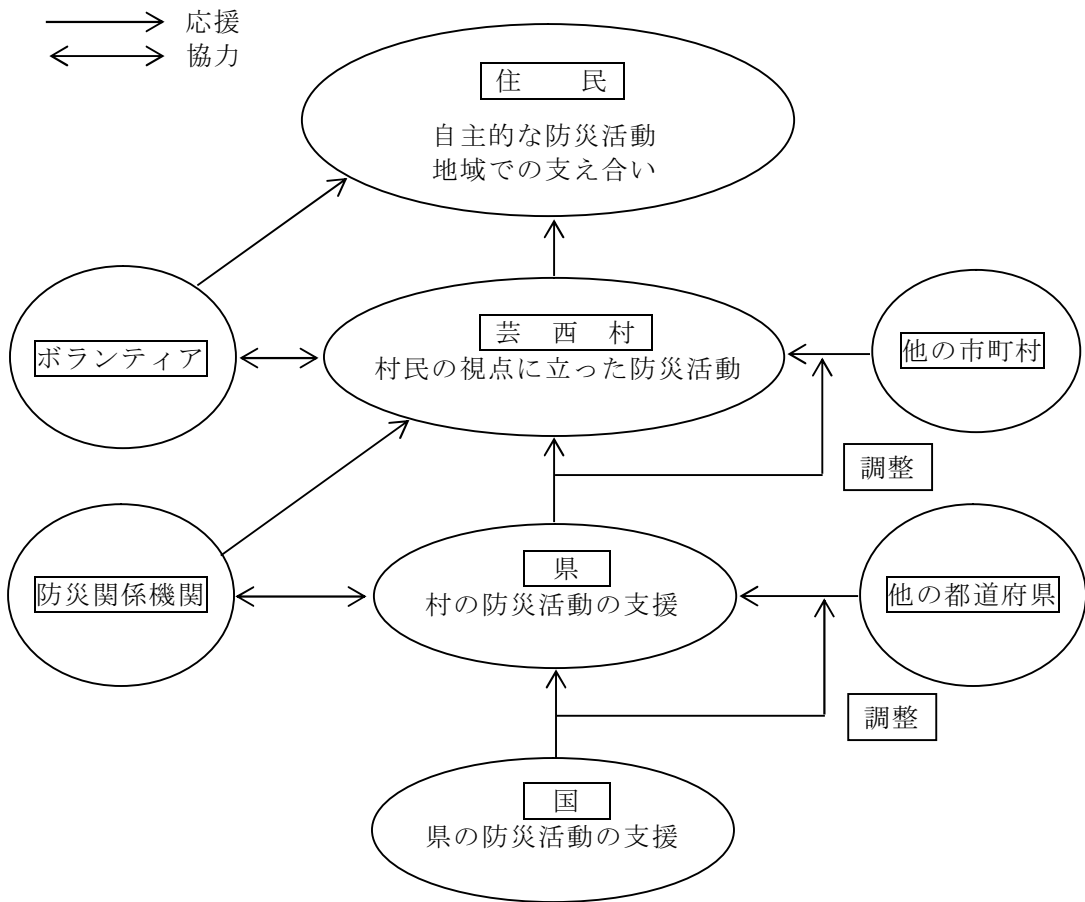 応援
協力
住　　民
自主的な防災活動
地域での支え合い
芸　西　村
村民の視点に立った防災活動
ボランティア
他の市町村
調整
県
村の防災活動の支援
防災関係機関
他の都道府県
調整
国
県の防災活動の支援